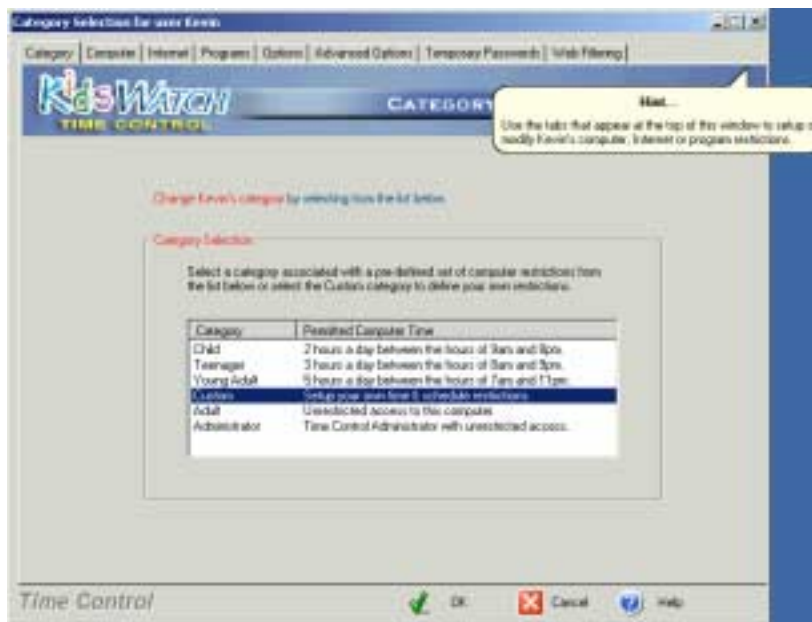 Category Selection for user Kevin
Category Computer Internet Programs Options Advanced Options Temporary Passwords Web Filtering
KidsWatch
TIME CONTROL
CATEGORY
Hint...
Use the tabs that appear at the top of this window to setup
modify Kevin's computer, Internet or program restrictions.
Change Kevin's category by selecting from the list below.
Category Selection
Select a category associated with a pre-defined set of computer restrictions from
the list below or select the Custom category to define your own restrictions.
Category Permitted Computer Time
Child 2 hours a day between the hours of 9am and 8pm.
Teenager 3 hours a day between the hours of 8am and 9pm.
Young Adult hours a day between the hours of 7am and 11pm.
Custom Setup your own time & schedule restrictions
Adult Unrestricted access to this computer
Administrator Time Control Administrator with unrestricted access.
Time Control
OK Cancel Help